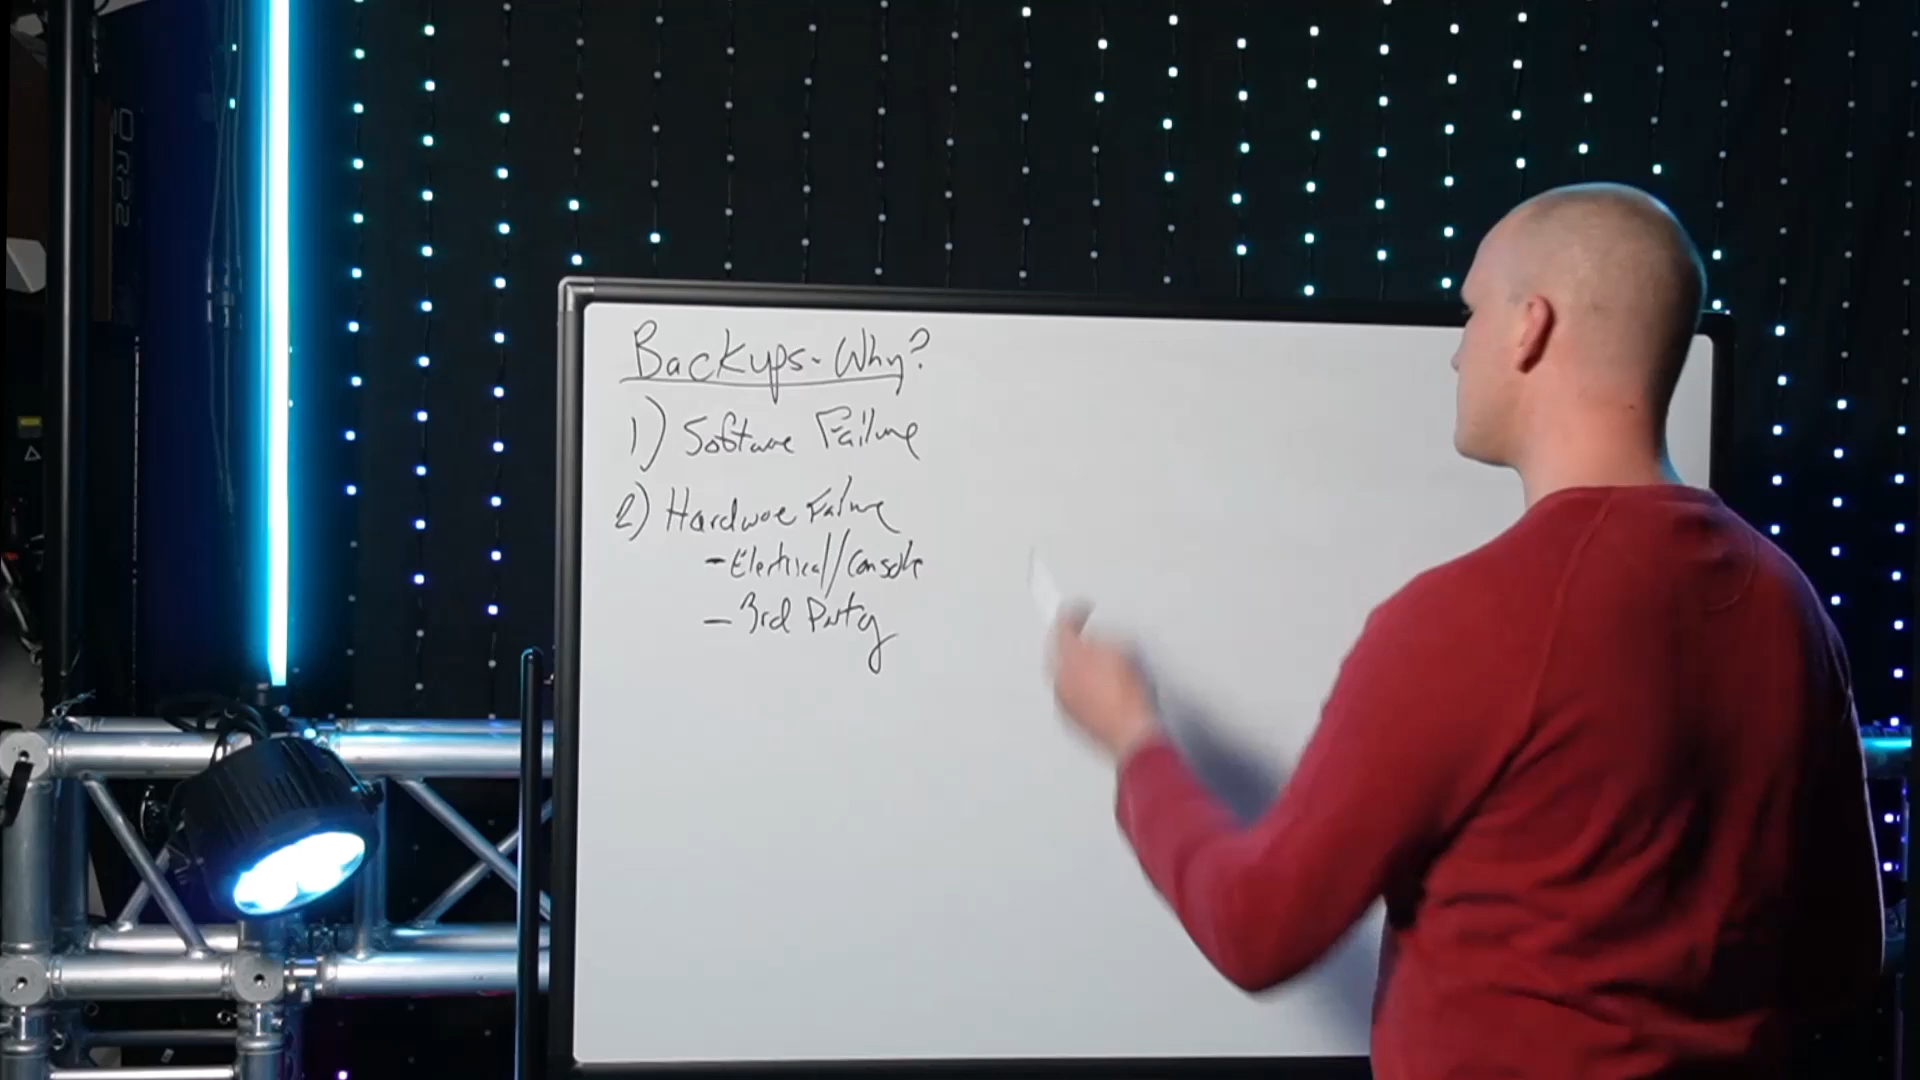 Backups - Why?
1) Software Failure
2) Hardware Failure
- Electrical/Console
- 3rd Party